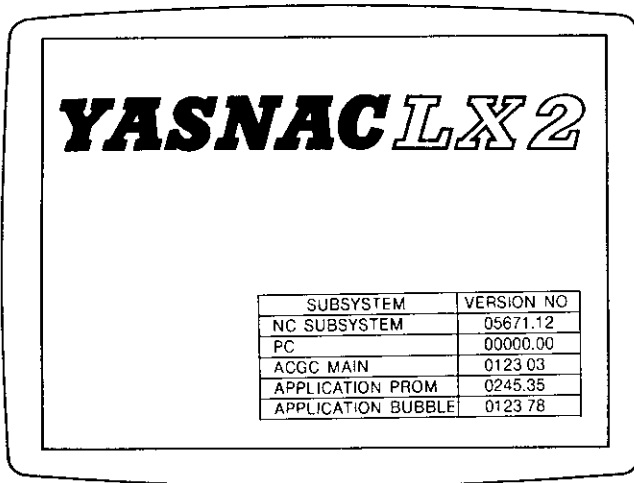 YASNAC LX2
SUBSYSTEM VERSION NO
NC SUBSYSTEM 05671.12
PC 00000.00
ACGC MAIN 0123 03
APPLICATION PROM 0245.35
APPLICATION BUBBLE 0123 78